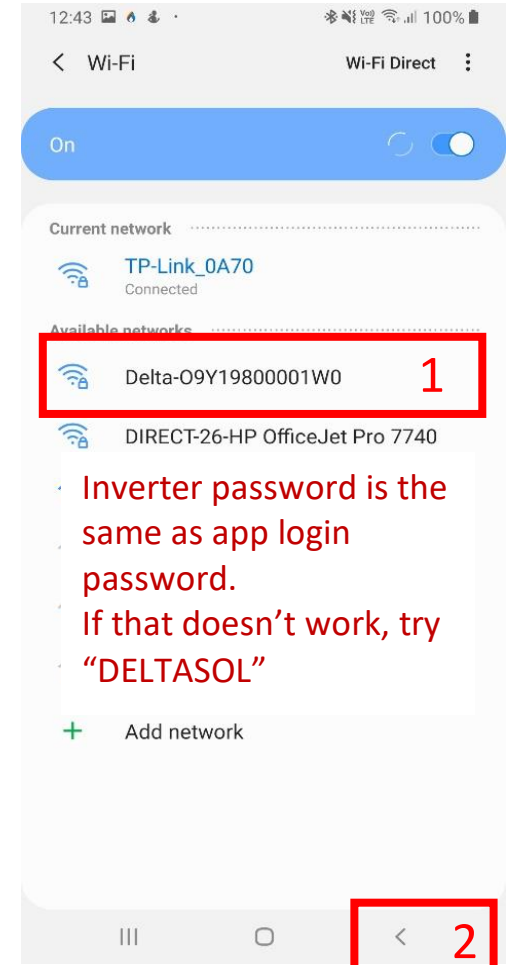 12:43 100%
Wi-Fi Wi-Fi Direct
On
Current network
TP-Link_0A70
Connected
Available networks
Delta-O9Y19800001W0 1
DIRECT-26-HP OfficeJet Pro 7740
Inverter password is the
same as app login
password.
If that doesn’t work, try
“DELTASOL”
Add network
2